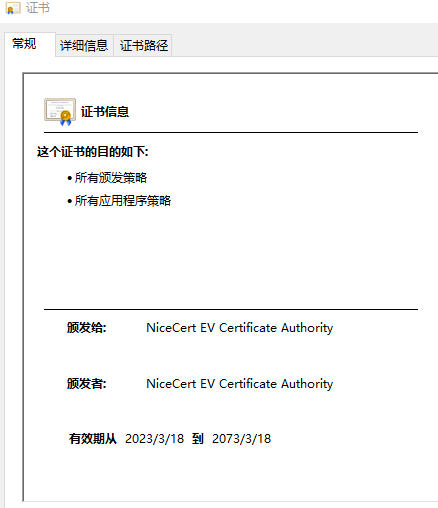 证书
常规 详细信息 证书路径
证书信息
这个证书的目的如下:
• 所有颁发策略
• 所有应用程序策略
颁发给: NiceCert EV Certificate Authority
颁发者: NiceCert EV Certificate Authority
有效期从 2023/3/18 到 2073/3/18